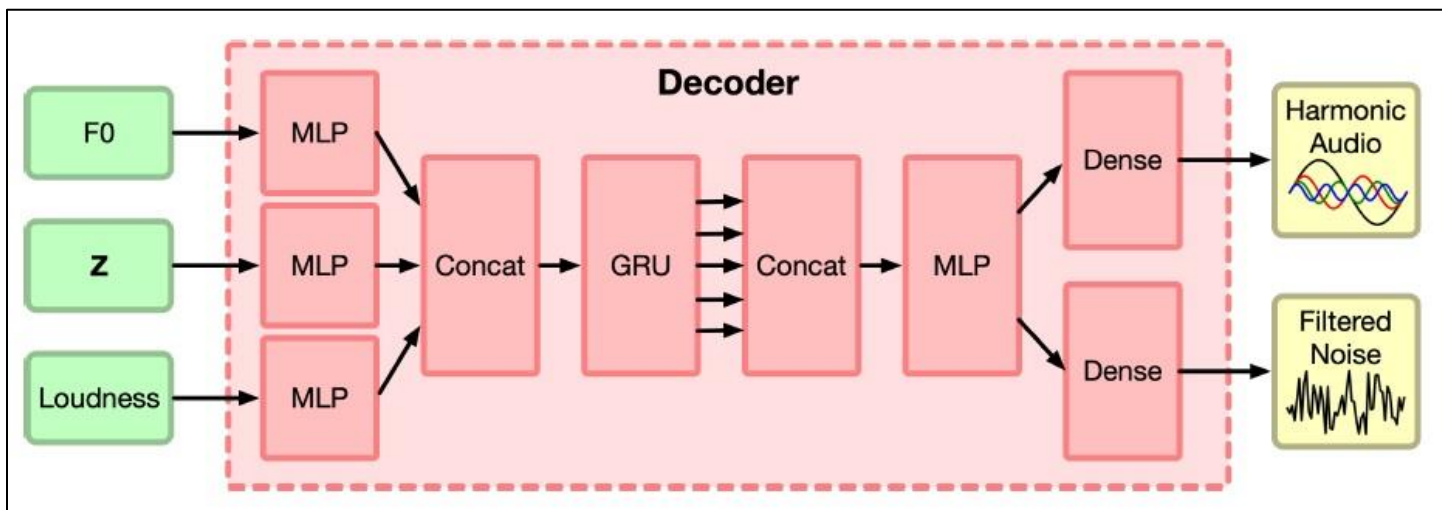 Decoder
F0
Z
Loudness
MLP
MLP
MLP
Concat
GRU
Concat
MLP
Dense
Dense
Harmonic
Audio
Filtered
Noise